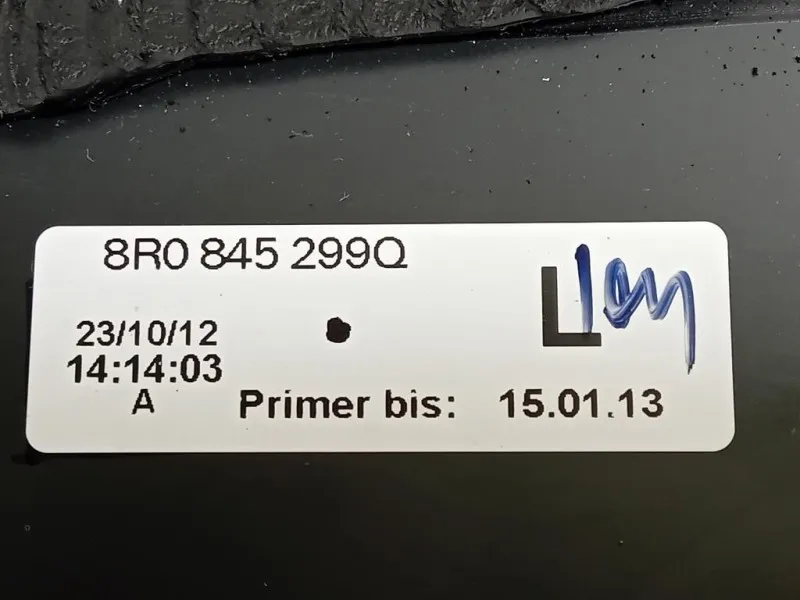 8R0 845 299Q
L
23/10/12
14:14:03
A
Primer bis: 15.01.13